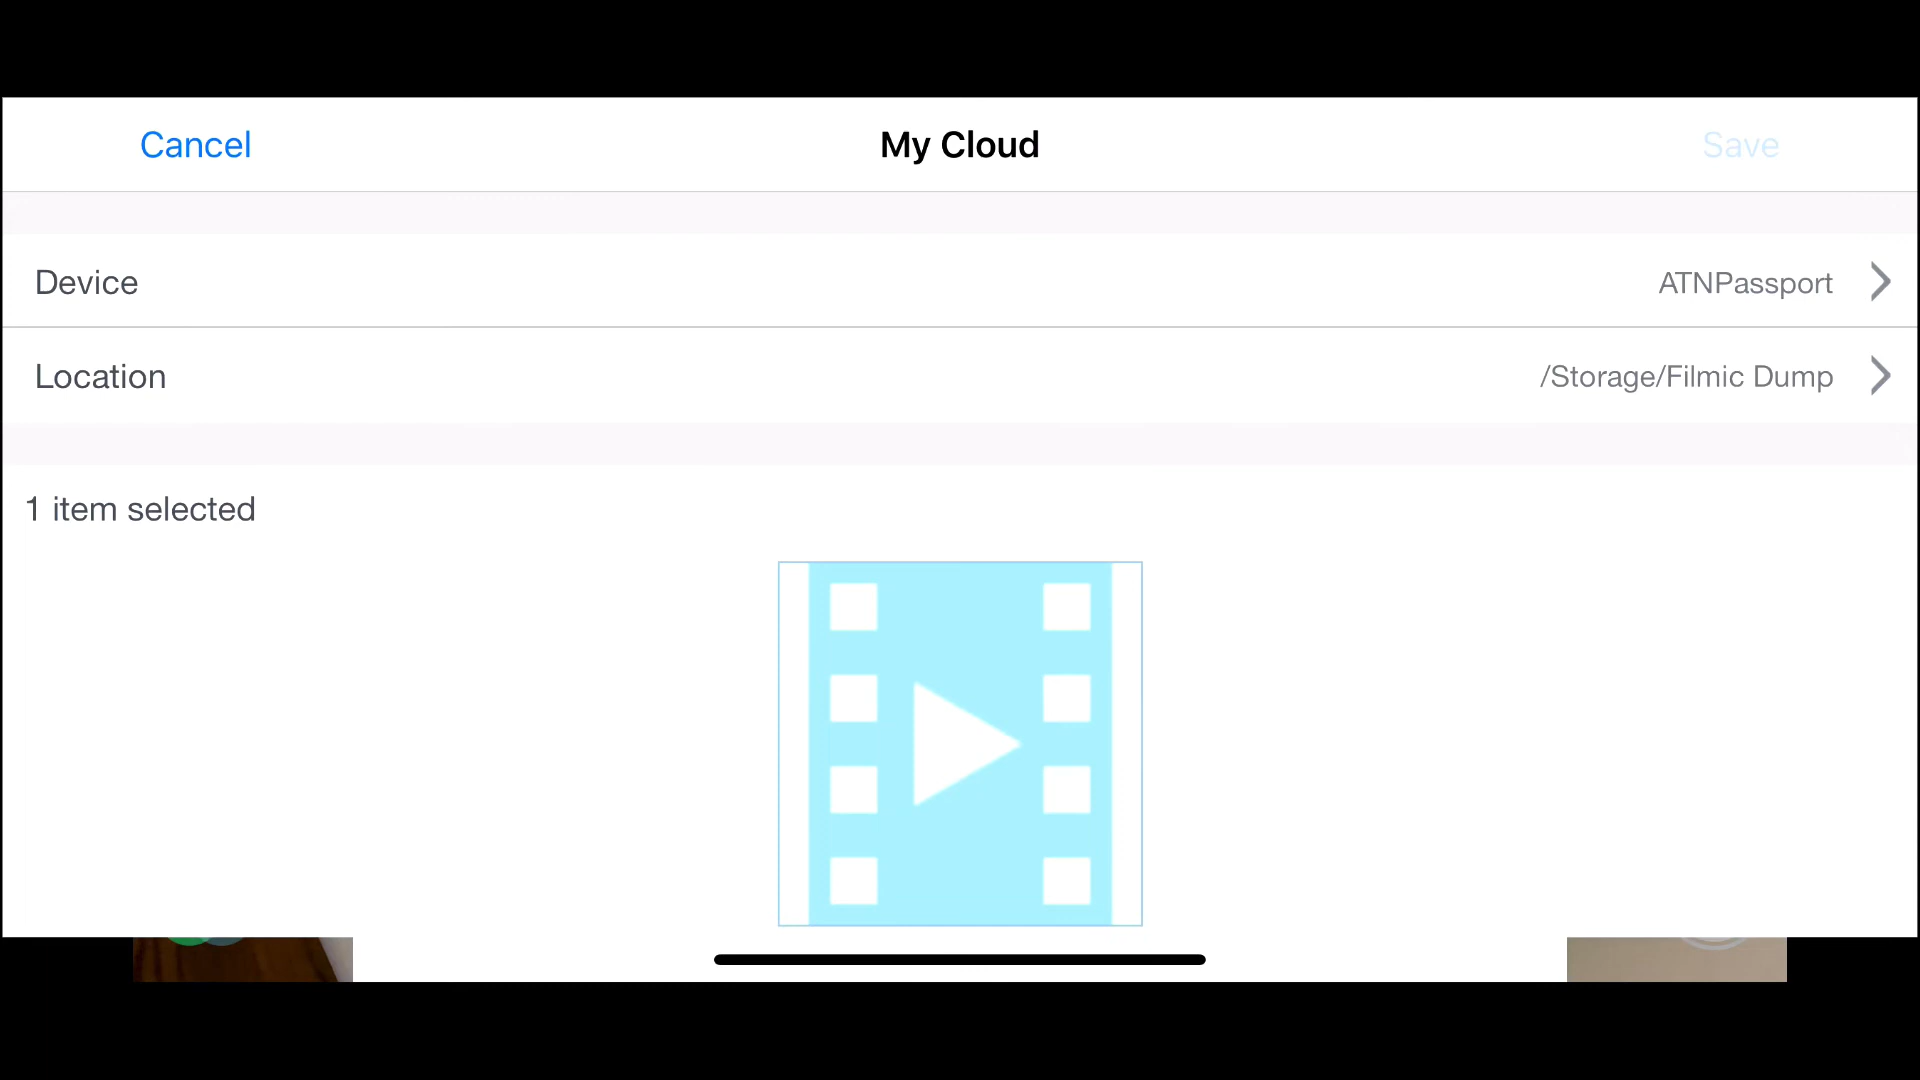 Cancel
My Cloud
Save
Device
ATNPassport
Location
/Storage/Filmic Dump
1 item selected